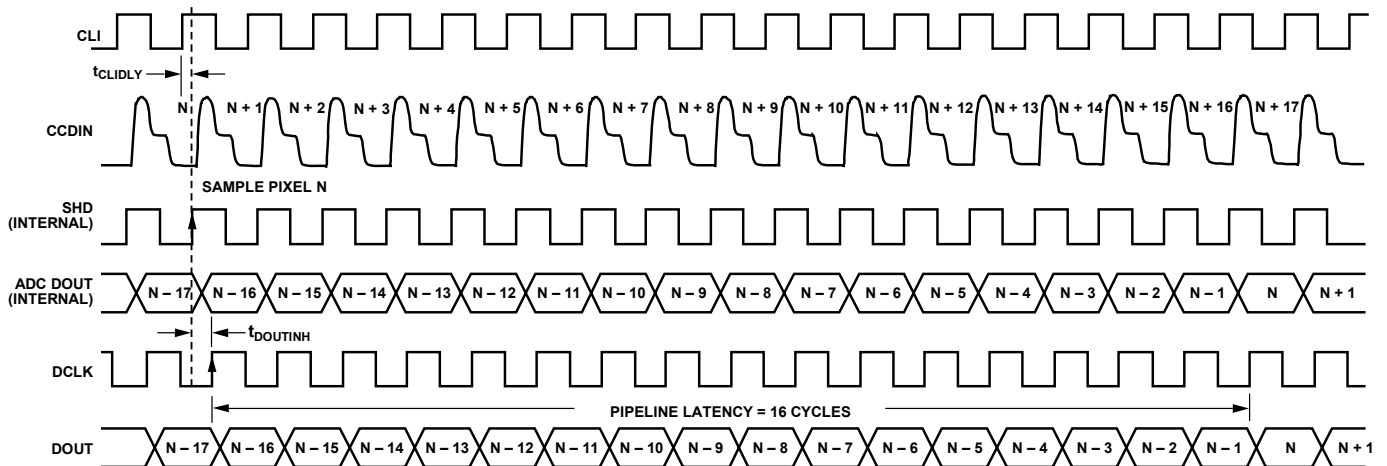 CLI
tCLIDLY
N N + 1 N + 2 N + 3 N + 4 N + 5 N + 6 N + 7 N + 8 N + 9 N + 10 N + 11 N + 12 N + 13 N + 14 N + 15 N + 16 N + 17
CCDIN
SAMPLE PIXEL N
SHD
(INTERNAL)
ADC DOUT
(INTERNAL)
N – 17 N – 16 N – 15 N – 14 N – 13 N – 12 N – 11 N – 10 N – 9 N – 8 N – 7 N – 6 N – 5 N – 4 N – 3 N – 2 N – 1 N N + 1
tDOUTINH
DCLK
PIPELINE LATENCY = 16 CYCLES
DOUT
N – 17 N – 16 N – 15 N – 14 N – 13 N – 12 N – 11 N – 10 N – 9 N – 8 N – 7 N – 6 N – 5 N – 4 N – 3 N – 2 N – 1 N N + 1